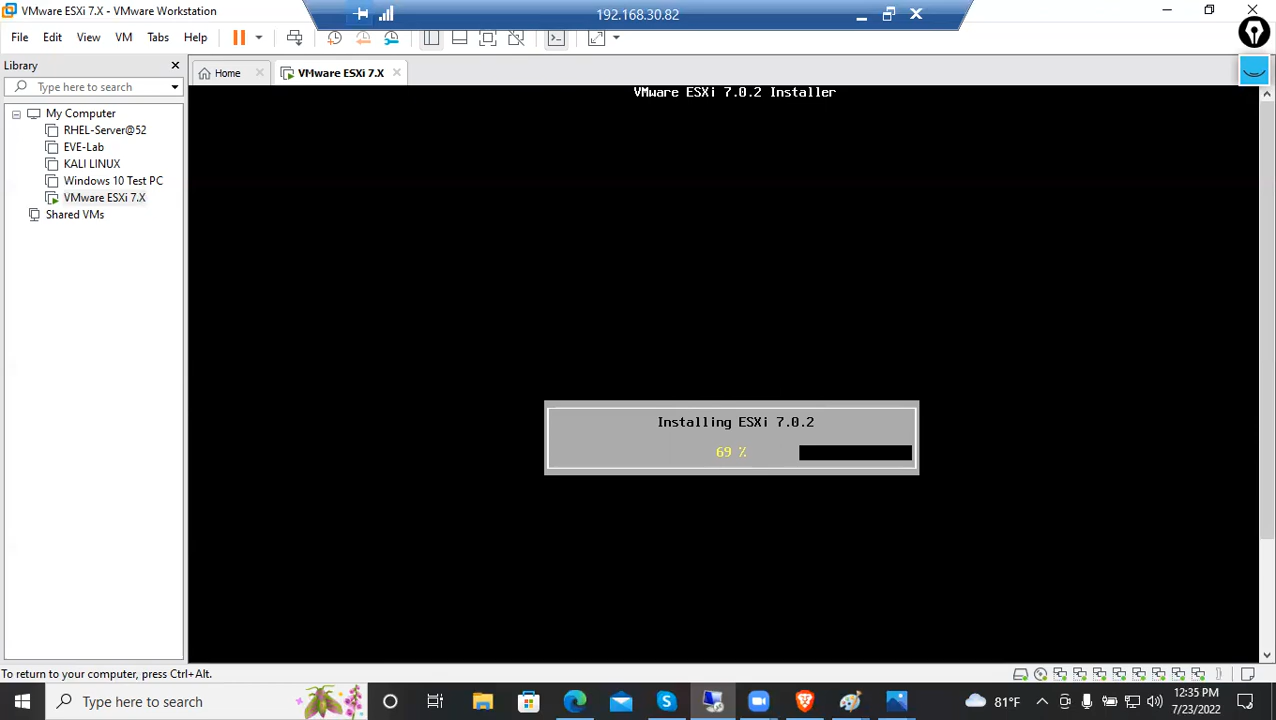 VMware ESXi 7.X - VMware Workstation
192.168.30.82
File Edit View VM Tabs Help
Library
Home
VMware ESXi 7.X
Type here to search
VMware ESXi 7.0.2 Installer
My Computer
RHEL-Server@52
EVE-Lab
KALI LINUX
Windows 10 Test PC
VMware ESXi 7.X
Shared VMs
Installing ESXi 7.0.2
69 %
To return to your computer, press Ctrl+Alt.
Type here to search
81°F
12:35 PM
7/23/2022